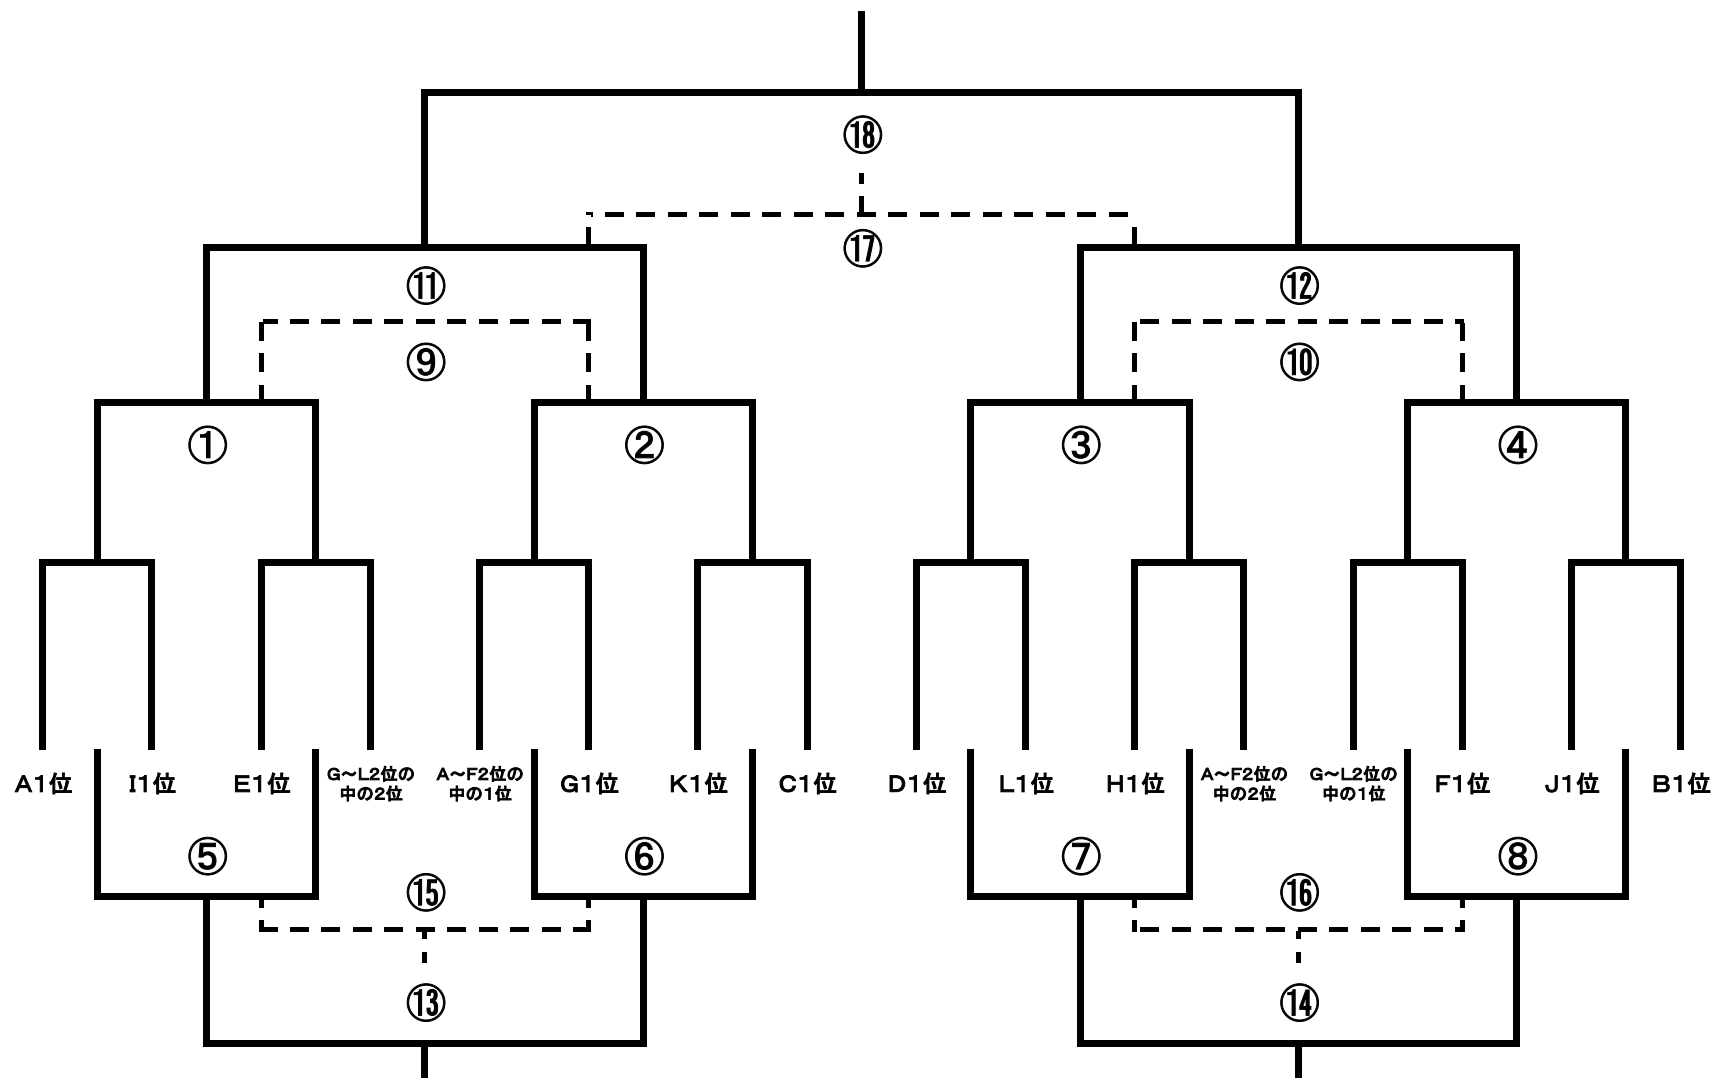 ⑱
⑰
⑪
⑫
⑨
⑩
①
②
③
④
A1位
I1位
E1位
G～L2位の
中の2位
A～F2位の
中の1位
G1位
K1位
C1位
D1位
L1位
H1位
A～F2位の
中の2位
G～L2位の
中の1位
F1位
J1位
B1位
⑤
⑥
⑦
⑧
⑮
⑯
⑬
⑭